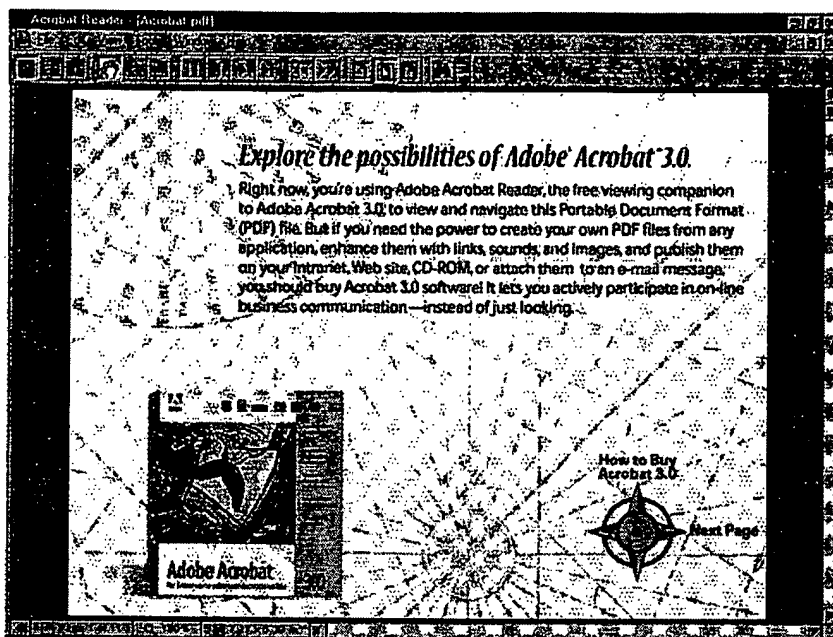 Acrobat Reader - [Acrobat.pdf]
Explore the possibilities of Adobe® Acrobat™ 3.0.
Right now, you're using Adobe Acrobat Reader, the free viewing companion
to Adobe Acrobat 3.0, to view and navigate this Portable Document Format
(PDF) file. But if you need the power to create your own PDF files from any
application, enhance them with links, sounds, and images, and publish them
on your Intranet, Web site, CD-ROM, or attach them to an e-mail message,
you should buy Acrobat 3.0 software! It lets you actively participate in on-line
business communication—instead of just looking.
How to Buy
Acrobat 3.0
Next Page
Adobe Acrobat
3.0